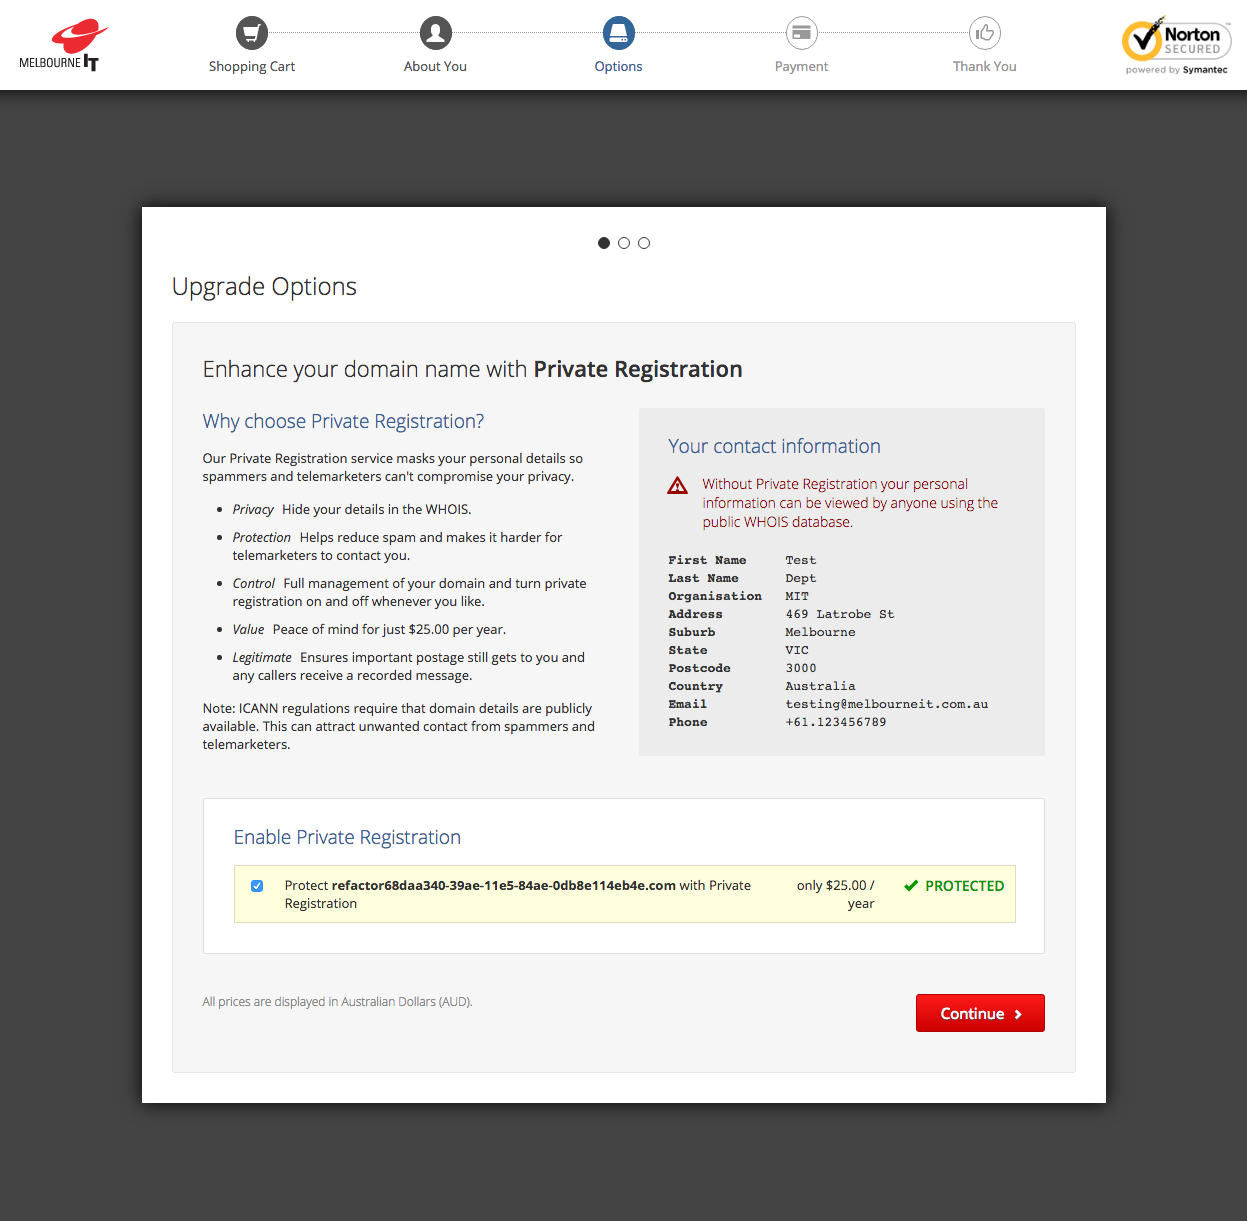 MELBOURNE IT
Shopping Cart
About You
Options
Payment
Thank You
Norton
SECURED
powered by Symantec
Upgrade Options
Enhance your domain name with Private Registration
Why choose Private Registration?
Our Private Registration service masks your personal details so
spammers and telemarketers can't compromise your privacy.
Privacy Hide your details in the WHOIS.
Protection Helps reduce spam and makes it harder for
telemarketers to contact you.
Control Full management of your domain and turn private
registration on and off whenever you like.
Value Peace of mind for just $25.00 per year.
Legitimate Ensures important postage still gets to you and
any callers receive a recorded message.
Note: ICANN regulations require that domain details are publicly
available. This can attract unwanted contact from spammers and
telemarketers.
Your contact information
Without Private Registration your personal
information can be viewed by anyone using the
public WHOIS database.
First Name Test
Last Name Dept
Organisation MIT
Address 469 Latrobe St
Suburb Melbourne
State VIC
Postcode 3000
Country Australia
Email testing@melbourneit.com.au
Phone +61.123456789
Enable Private Registration
Protect refactor68daa340-39ae-11e5-84ae-0db8e114eb4e.com with Private
Registration
only $25.00 /
year
PROTECTED
All prices are displayed in Australian Dollars (AUD).
Continue